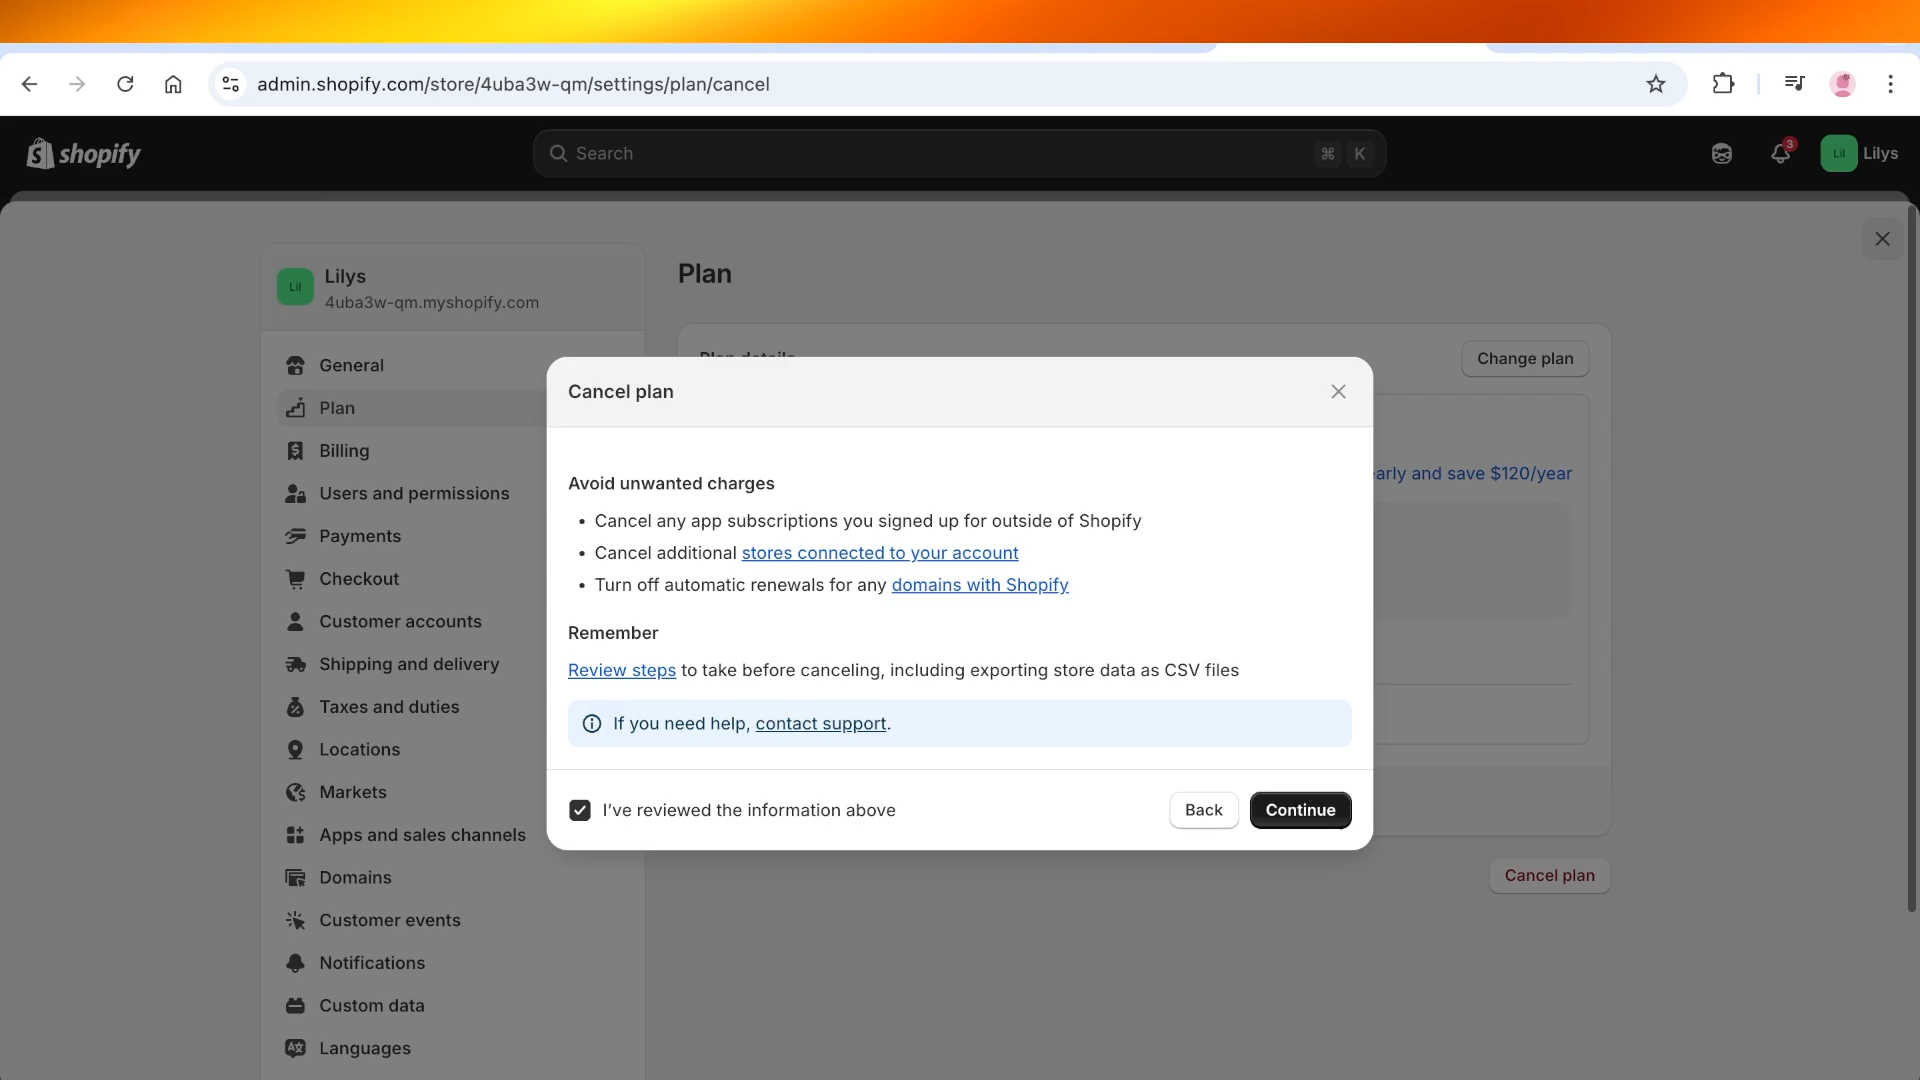 admin.shopify.com/store/4uba3w-qm/settings/plan/cancel
shopify
Search
⌘ K
3
Lil
Lilys
Lil
Lilys
4uba3w-qm.myshopify.com
General
Plan
Billing
Users and permissions
Payments
Checkout
Customer accounts
Shipping and delivery
Taxes and duties
Locations
Markets
Apps and sales channels
Domains
Customer events
Notifications
Custom data
Languages
Plan
Plan details
Change plan
early and save $120/year
Cancel plan
Avoid unwanted charges
• Cancel any app subscriptions you signed up for outside of Shopify
• Cancel additional stores connected to your account
• Turn off automatic renewals for any domains with Shopify
Remember
Review steps to take before canceling, including exporting store data as CSV files
If you need help, contact support.
I’ve reviewed the information above
Back
Continue
Cancel plan